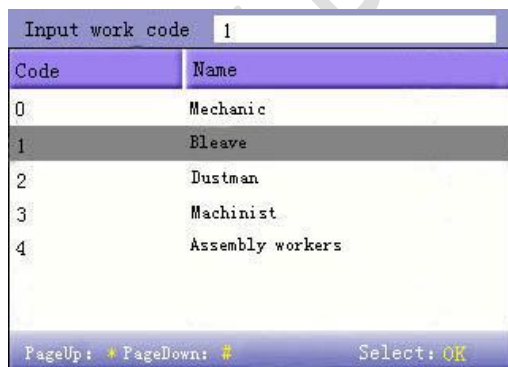 Input work code 1
Code Name
0 Mechanic
1 Bleave
2 Dustman
3 Machinist
4 Assembly workers
PageUp: * PageDown: # Select: OK